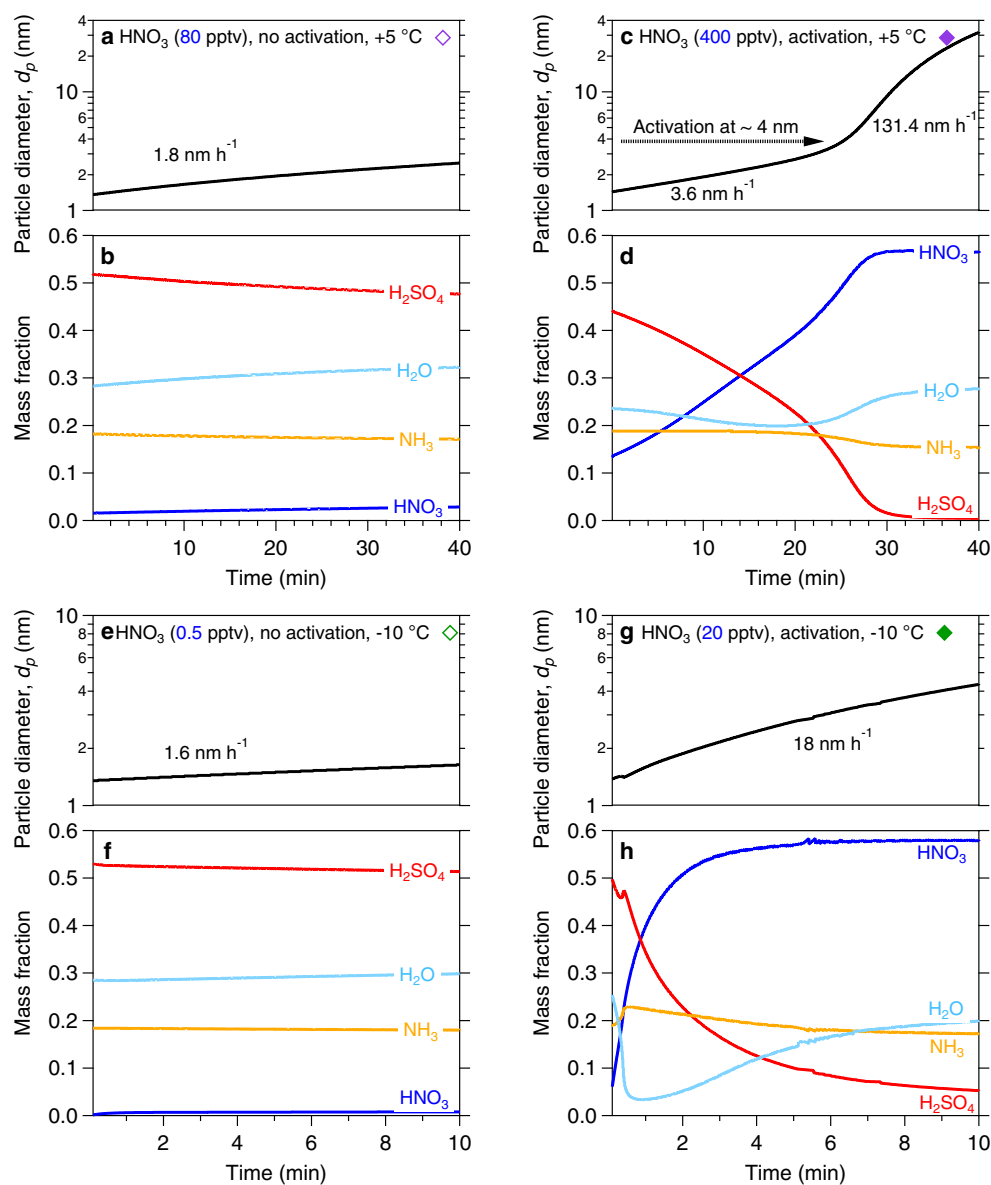 a HNO3 (80 pptv), no activation, +5 °C
Particle diameter, dp (nm)
4
2
10
8
6
4
2
1
1.8 nm h-1
b
Mass fraction
0.6
0.5
0.4
0.3
0.2
0.1
0.0
H2SO4
H2O
NH3
HNO3
10 20 30 40
Time (min)
c HNO3 (400 pptv), activation, +5 °C
Particle diameter, dp (nm)
4
2
10
8
6
4
2
1
Activation at ~ 4 nm
131.4 nm h-1
3.6 nm h-1
d
Mass fraction
0.6
0.5
0.4
0.3
0.2
0.1
0.0
HNO3
H2O
NH3
H2SO4
10 20 30 40
Time (min)
e HNO3 (0.5 pptv), no activation, -10 °C
Particle diameter, dp (nm)
10
8
6
4
2
1
1.6 nm h-1
f
Mass fraction
0.6
0.5
0.4
0.3
0.2
0.1
0.0
H2SO4
H2O
NH3
HNO3
2 4 6 8 10
Time (min)
g HNO3 (20 pptv), activation, -10 °C
Particle diameter, dp (nm)
10
8
6
4
2
1
18 nm h-1
h
Mass fraction
0.6
0.5
0.4
0.3
0.2
0.1
0.0
HNO3
H2O
NH3
H2SO4
2 4 6 8 10
Time (min)